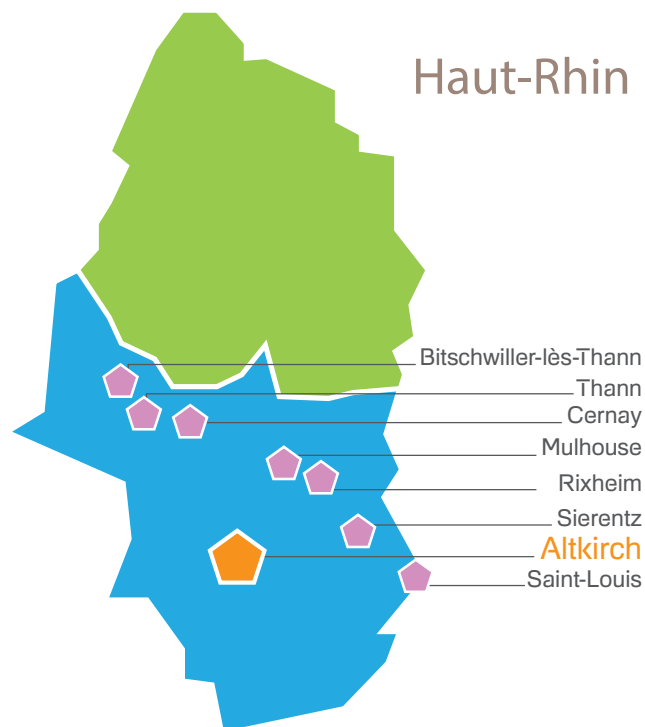 Haut-Rhin
Bitschwiller-lès-Thann
Thann
Cernay
Mulhouse
Rixheim
Sierentz
Altkirch
Saint-Louis